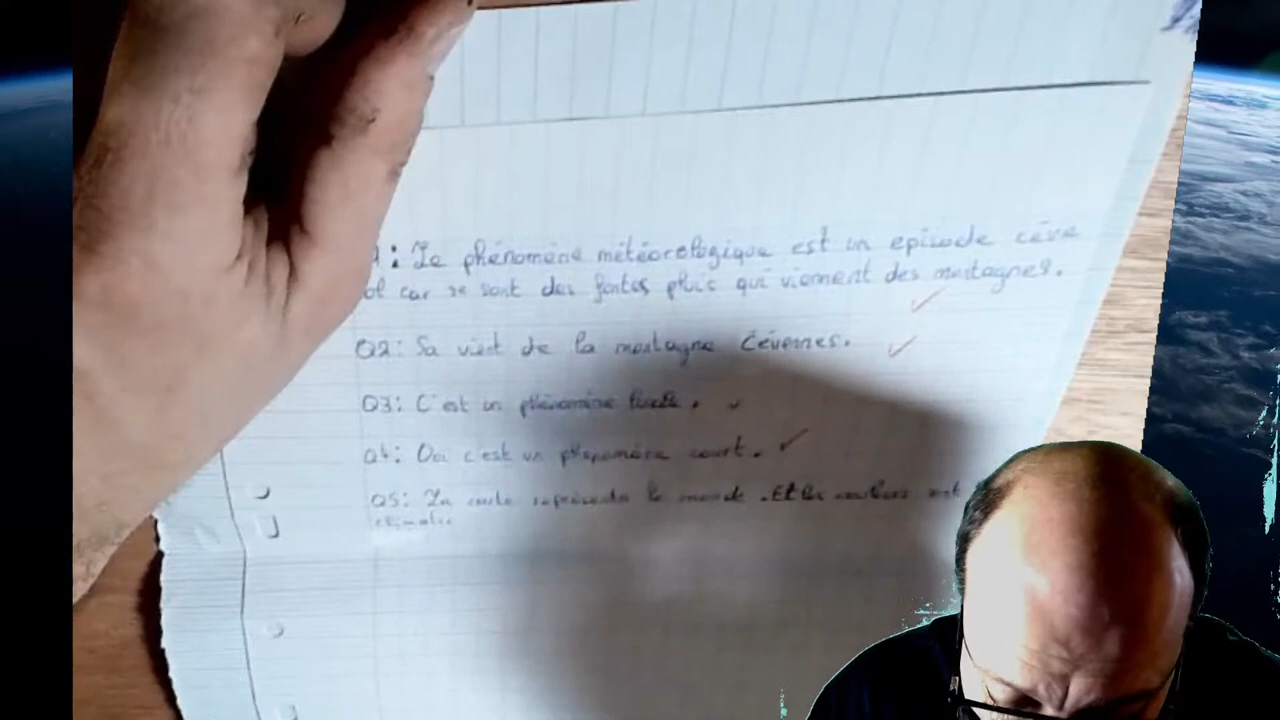 1: Le phénomène météorologique est un episode céve
ol car se sont des fortes pluie qui viennent des montagnes.
Q2: Sa vient de la montagne Cévennes.
Q3: C'est un phénomène
Q4: Oui c'est un phénomène court.
Q5: La carte représente le monde. Et les couleurs sont